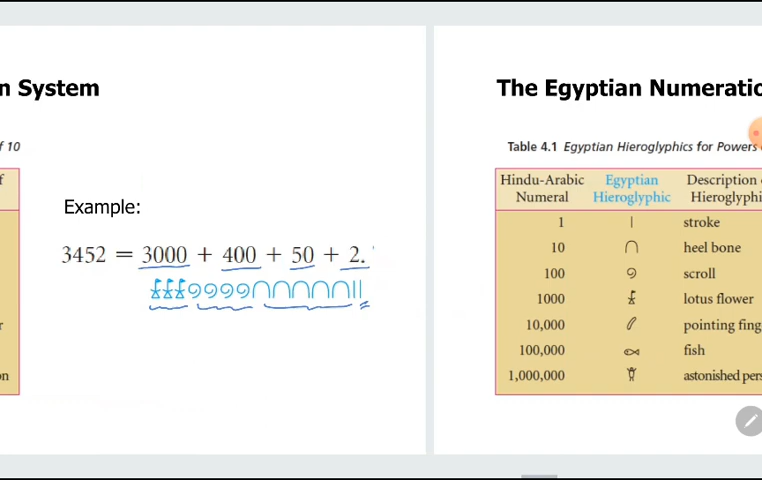 n System
f 10
f
r
on
Example:
3452 = 3000 + 400 + 50 + 2.
The Egyptian Numeratio
Table 4.1 Egyptian Hieroglyphics for Powers
Hindu-Arabic Numeral Egyptian Hieroglyphic Description Hieroglyphi
1 stroke
10 heel bone
100 scroll
1000 lotus flower
10,000 pointing fing
100,000 fish
1,000,000 astonished pers